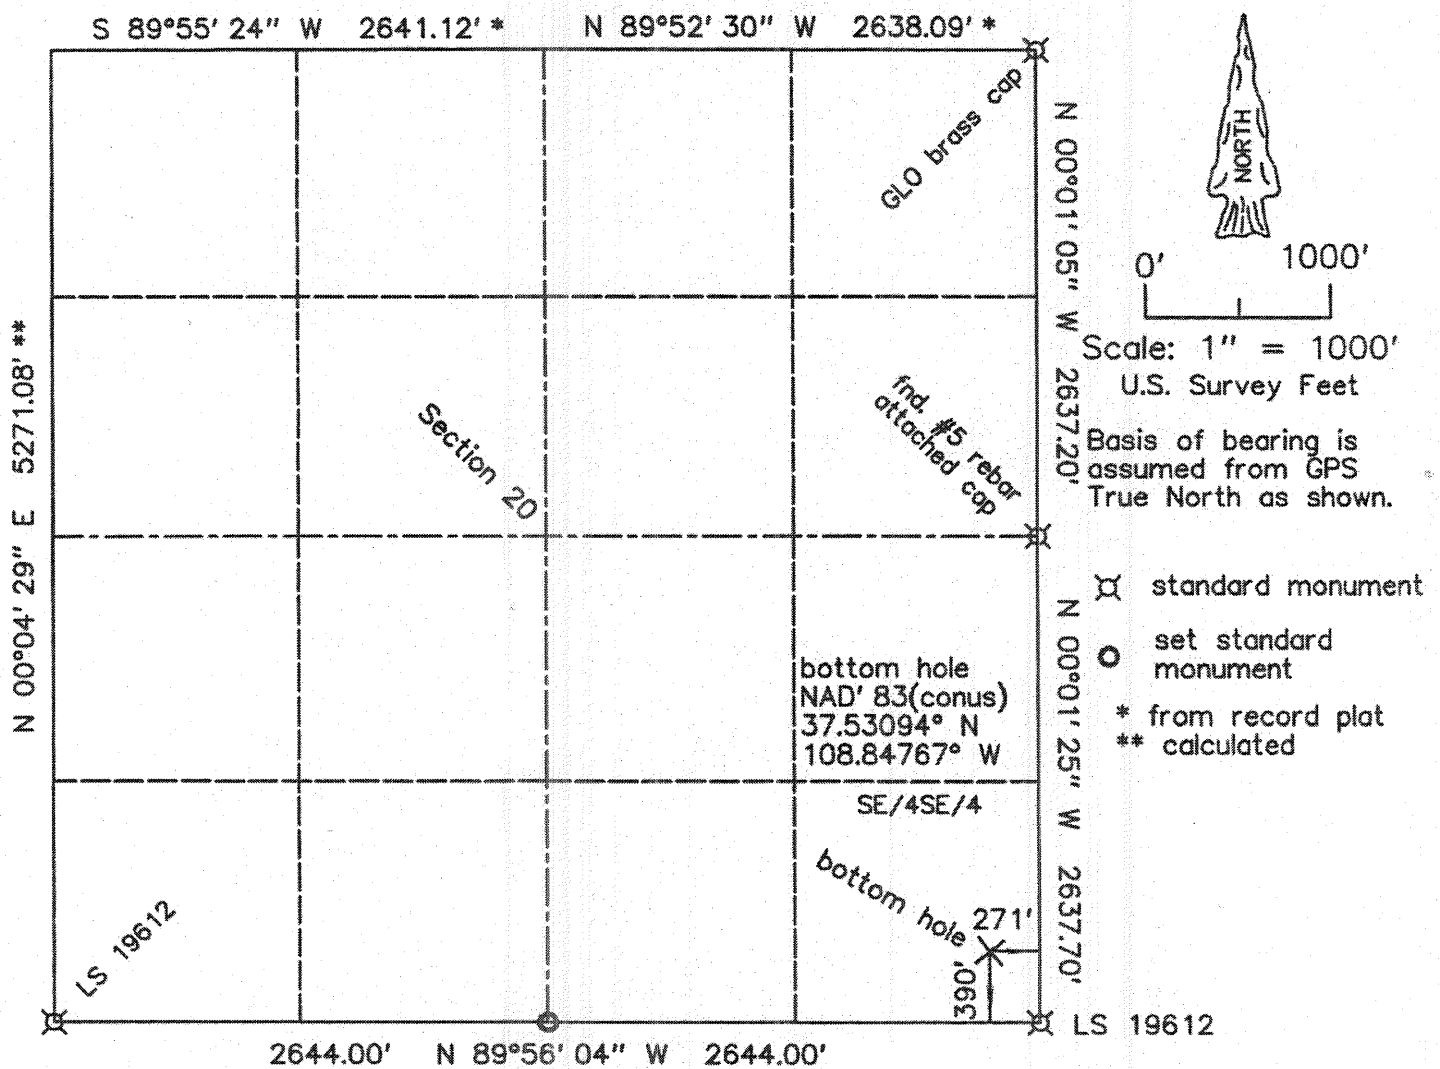 S 89°55' 24" W 2641.12' *
N 89°52' 30" W 2638.09' *
GLO brass cap
N 00°01' 05" W 2637.20'
NORTH
0' 1000'
Scale: 1" = 1000'
U.S. Survey Feet
Basis of bearing is
assumed from GPS
True North as shown.
N 00°04' 29" E 5271.08' **
Section 20
fnd. #5 rebar
attached cap
standard monument
set standard
monument
* from record plat
** calculated
bottom hole
NAD' 83(conus)
37.53094° N
108.84767° W
SE/4SE/4
N 00°01' 25" W 2637.70'
bottom hole
271'
390'
LS 19612
LS 19612
2644.00' N 89°56' 04" W 2644.00'